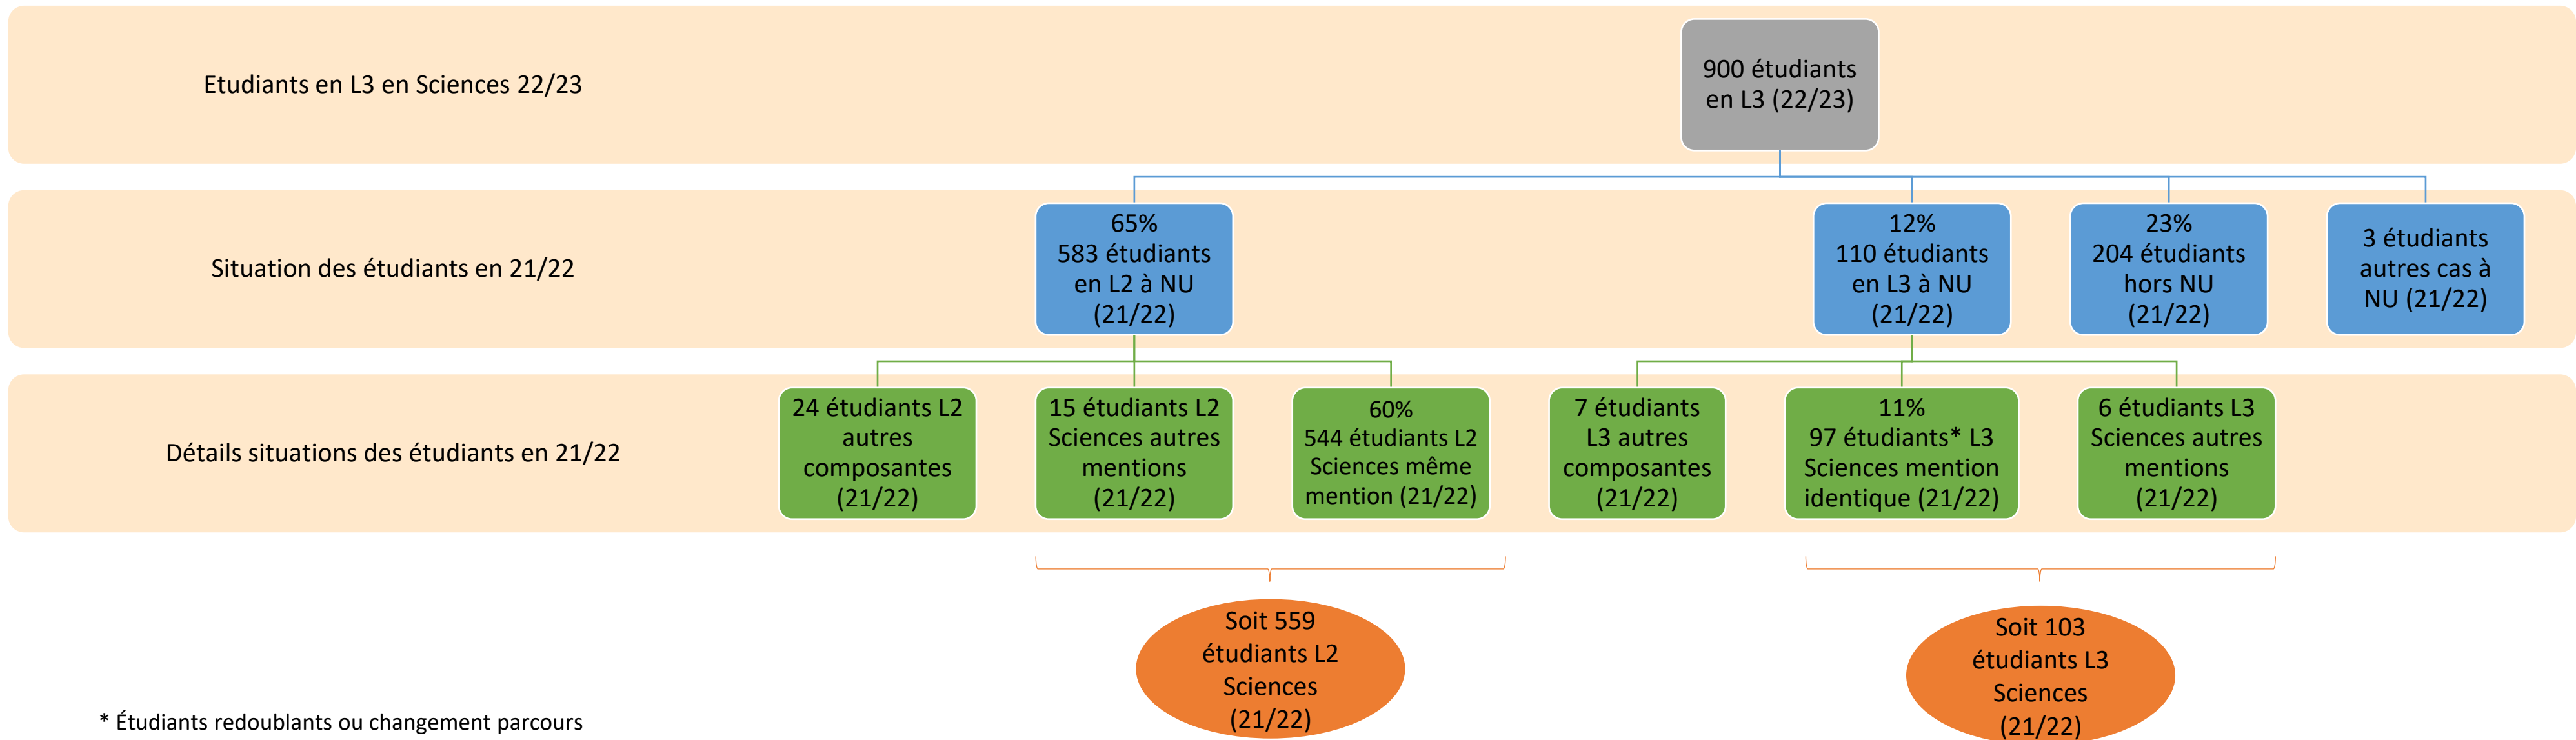 Etudiants en L3 en Sciences 22/23
900 étudiants
en L3 (22/23)
Situation des étudiants en 21/22
65%
583 étudiants
en L2 à NU
(21/22)
12%
110 étudiants
en L3 à NU
(21/22)
23%
204 étudiants
hors NU
(21/22)
3 étudiants
autres cas à
NU (21/22)
Détails situations des étudiants en 21/22
24 étudiants L2
autres
composantes
(21/22)
15 étudiants L2
Sciences autres
mentions
(21/22)
60%
544 étudiants L2
Sciences même
mention (21/22)
7 étudiants
L3 autres
composantes
(21/22)
11%
97 étudiants* L3
Sciences mention
identique (21/22)
6 étudiants L3
Sciences autres
mentions
(21/22)
Soit 559
étudiants L2
Sciences
(21/22)
Soit 103
étudiants L3
Sciences
(21/22)
* Étudiants redoublants ou changement parcours